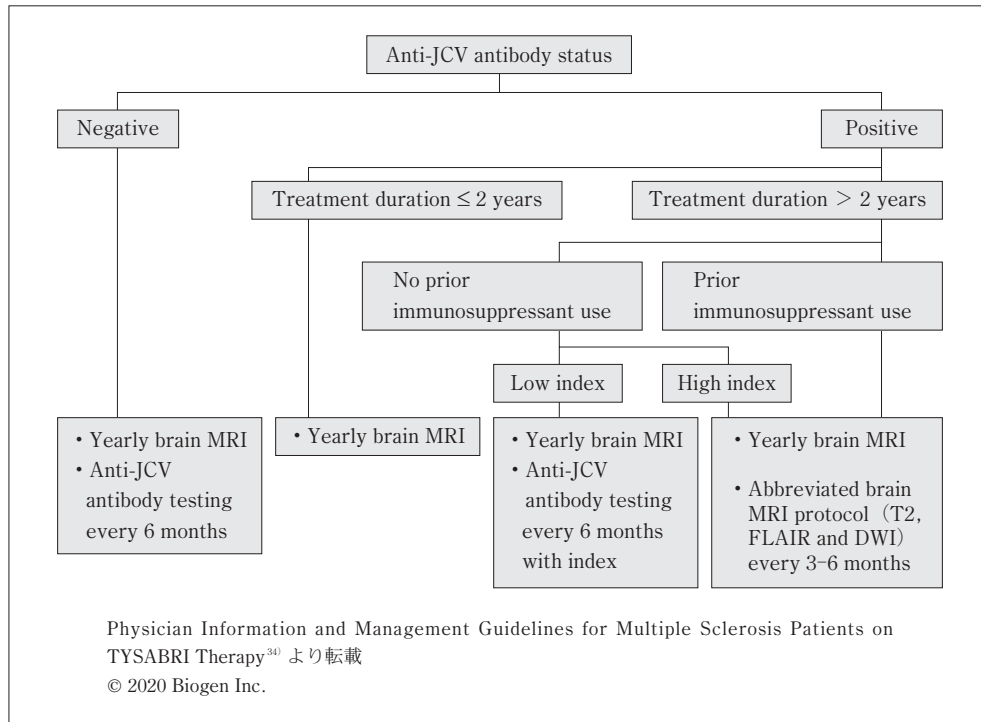 Anti-JCV antibody status
Negative
Positive
Treatment duration ≤ 2 years
Treatment duration > 2 years
No prior
immunosuppressant use
Prior
immunosuppressant use
Low index
High index
・Yearly brain MRI
・Anti-JCV
antibody testing
every 6 months
・Yearly brain MRI
・Yearly brain MRI
・Anti-JCV
antibody testing
every 6 months
with index
・Yearly brain MRI
・Abbreviated brain
MRI protocol（T2,
FLAIR and DWI）
every 3-6 months
Physician Information and Management Guidelines for Multiple Sclerosis Patients on
TYSABRI Therapy34) より転載
© 2020 Biogen Inc.